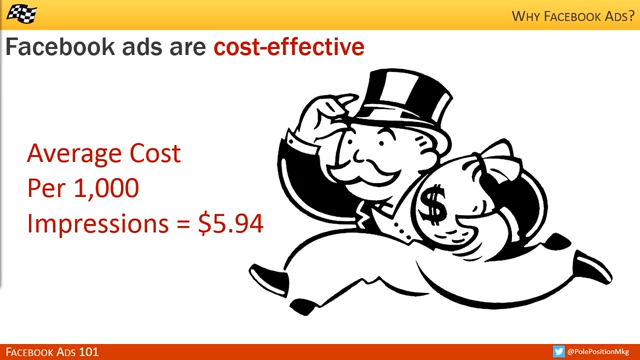 WHY FACEBOOK ADS?
Facebook ads are cost-effective
Average Cost
Per 1,000
Impressions = $5.94
$
FACEBOOK ADS 101
@PolePositionMkg